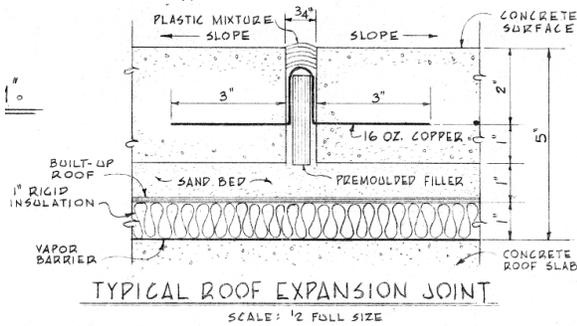 3/4"
PLASTIC MIXTURE
CONCRETE
SURFACE
SLOPE
SLOPE
1"
3"
3"
2"
16 OZ. COPPER
1"
5"
BUILT-UP
ROOF
SAND BED
PREMOULDED FILLER
1"
1" RIGID
INSULATION
1"
VAPOR
BARRIER
CONCRETE
ROOF SLAB
TYPICAL ROOF EXPANSION JOINT
SCALE: 1/2 FULL SIZE